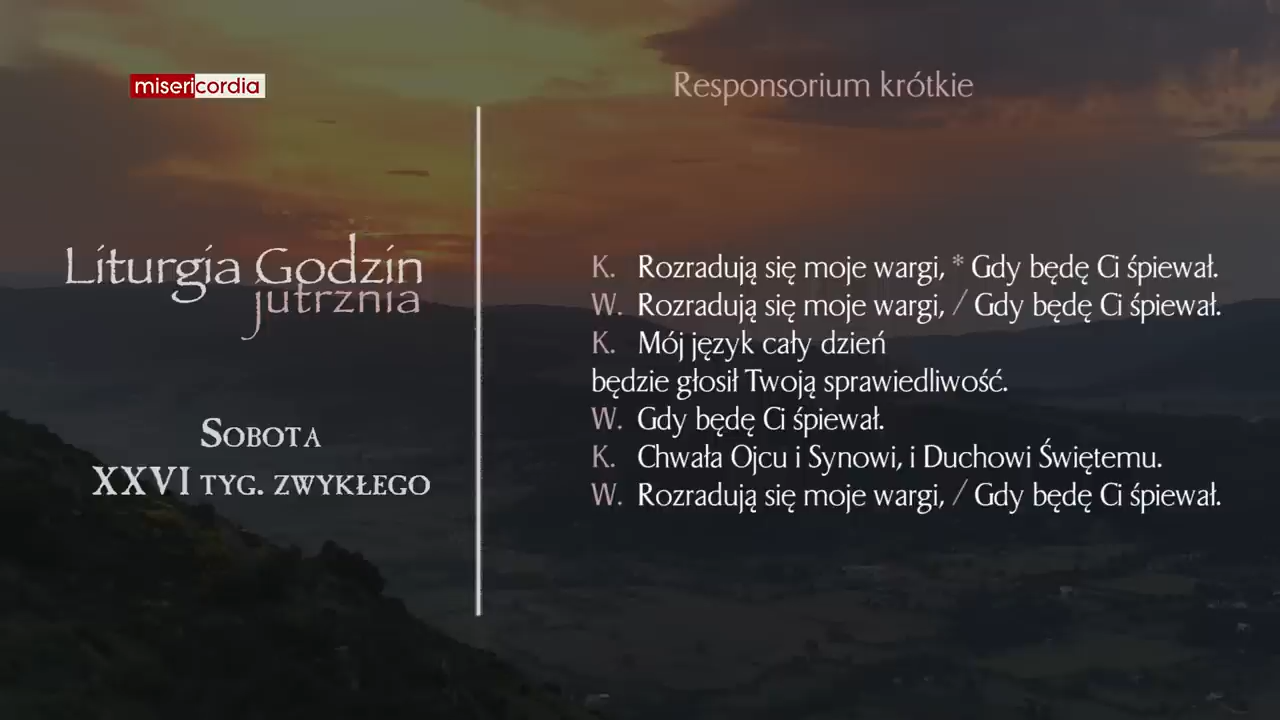 misericordia
Responsorium krótkie
Liturgia Godzin
jutrznia
Sobota
XXVI tyg. zwykłego
K. Rozradują się moje wargi, * Gdy będę Ci śpiewał.
W. Rozradują się moje wargi, / Gdy będę Ci śpiewał.
K. Mój język cały dzień
będzie głosił Twoją sprawiedliwość.
W. Gdy będę Ci śpiewał.
K. Chwała Ojcu i Synowi, i Duchowi Świętemu.
W. Rozradują się moje wargi, / Gdy będę Ci śpiewał.